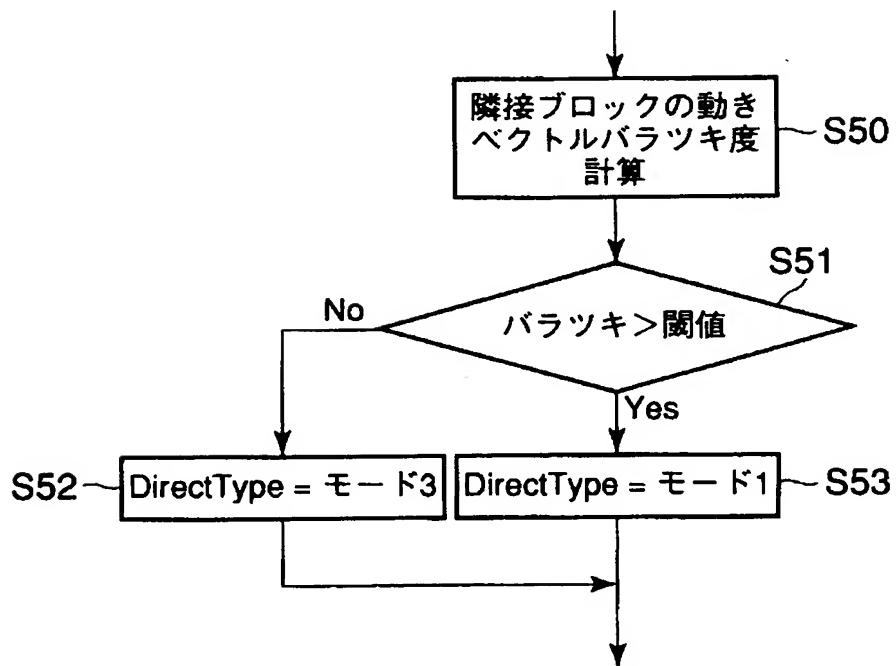 隣接ブロックの動き
ベクトルバラツキ度
計算
S50
S51
バラツキ>閾値
No
Yes
S52
DirectType = モード3
DirectType = モード1
S53